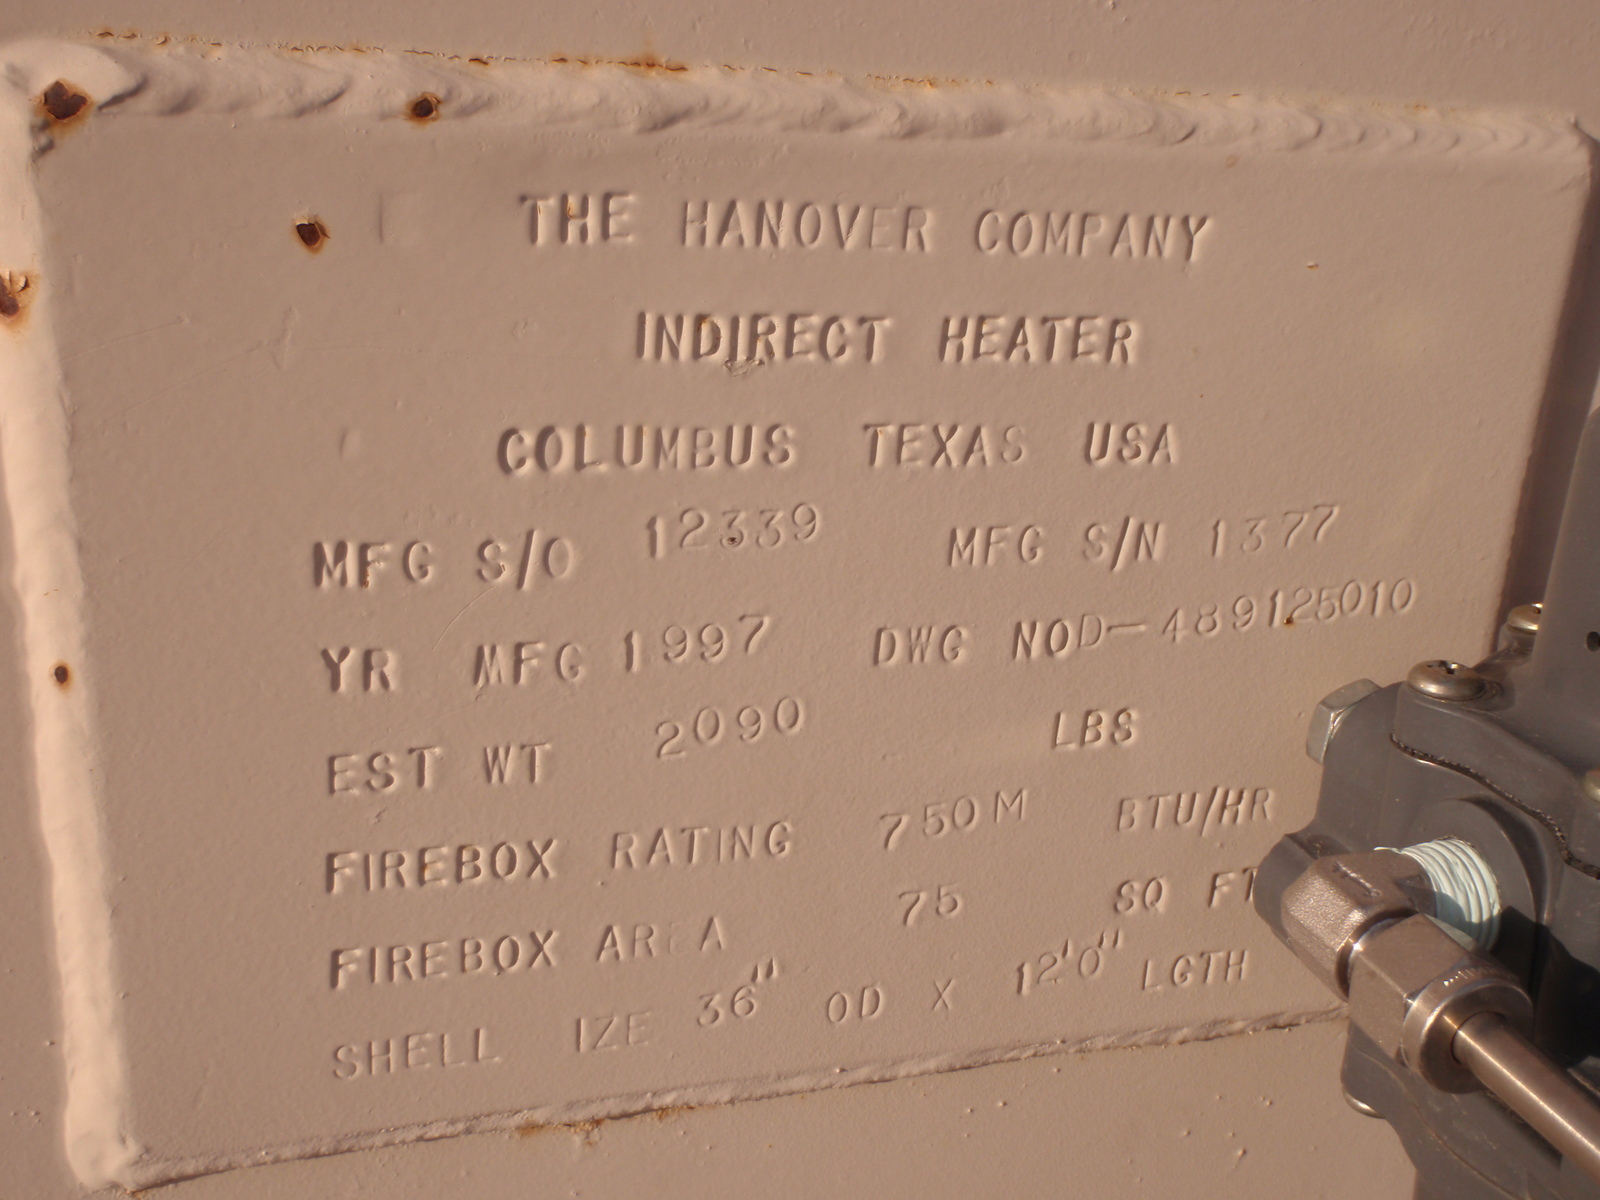 THE HANOVER COMPANY
INDIRECT HEATER
COLUMBUS TEXAS USA
MFG S/O 12339 MFG S/N 1377
YR MFG 1997 DWG NO D-489125010
EST WT 2090 LBS
FIREBOX RATING 750M BTU/HR
FIREBOX AR A 75 SQ FT
SHELL IZE 36" OD X 12'0" LGTH